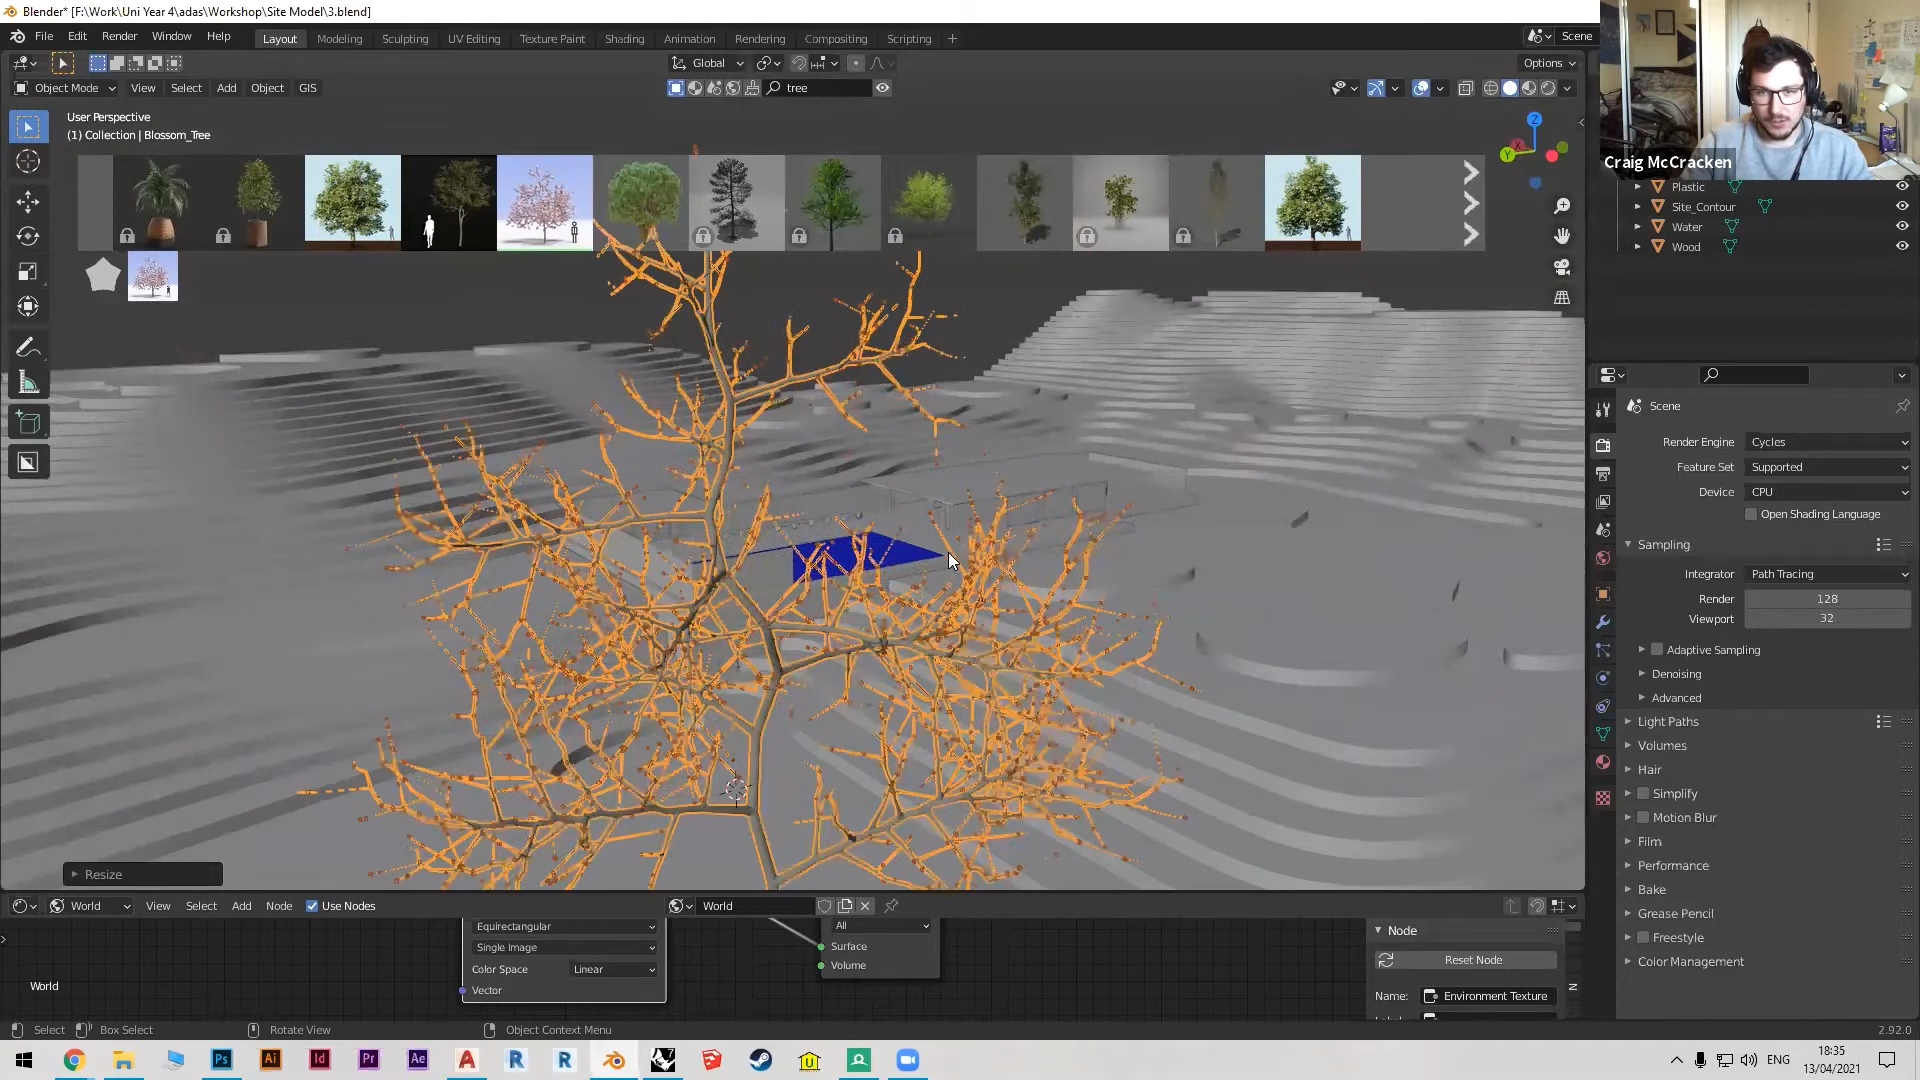 Blender* [F:\Work\Uni Year 4\adas\Workshop\Site Model\3.blend]
File Edit Render Window Help Layout Modeling Sculpting UV Editing Texture Paint Shading Animation Rendering Compositing Scripting + Scene
Global Options
Object Mode View Select Add Object GIS tree
User Perspective
(1) Collection | Blossom_Tree
Z
Y
X
Craig McCracken
Plastic
Site_Contour
Water
Wood
Scene
Render Engine Cycles
Feature Set Supported
Device CPU
Open Shading Language
Sampling
Integrator Path Tracing
Render 128
Viewport 32
Adaptive Sampling
Denoising
Advanced
Light Paths
Volumes
Hair
Simplify
Motion Blur
Film
Performance
Bake
Grease Pencil
Freestyle
Color Management
Resize
World View Select Add Node Use Nodes World
Equirectangular
Single Image
Color Space Linear
Vector
All
Surface
Volume
World
Node
Reset Node
Name: Environment Texture
N
Select Box Select Rotate View Object Context Menu 2.92.0
Ps Ai Id Pr Ae A R R U
ENG
18:35
13/04/2021